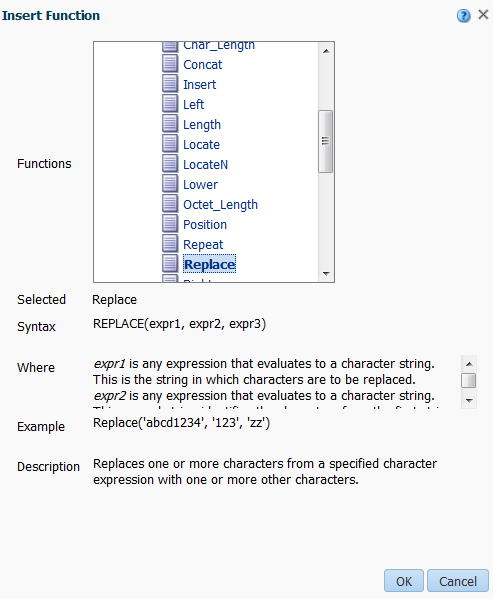 Insert Function
Char_Length
Concat
Insert
Left
Length
Locate
LocateN
Lower
Octet_Length
Position
Repeat
Replace
Functions
Selected Replace
Syntax REPLACE(expr1, expr2, expr3)
Where expr1 is any expression that evaluates to a character string.
This is the string in which characters are to be replaced.
expr2 is any expression that evaluates to a character string.
Example Replace('abcd1234', '123', 'zz')
Description Replaces one or more characters from a specified character
expression with one or more other characters.
OK Cancel